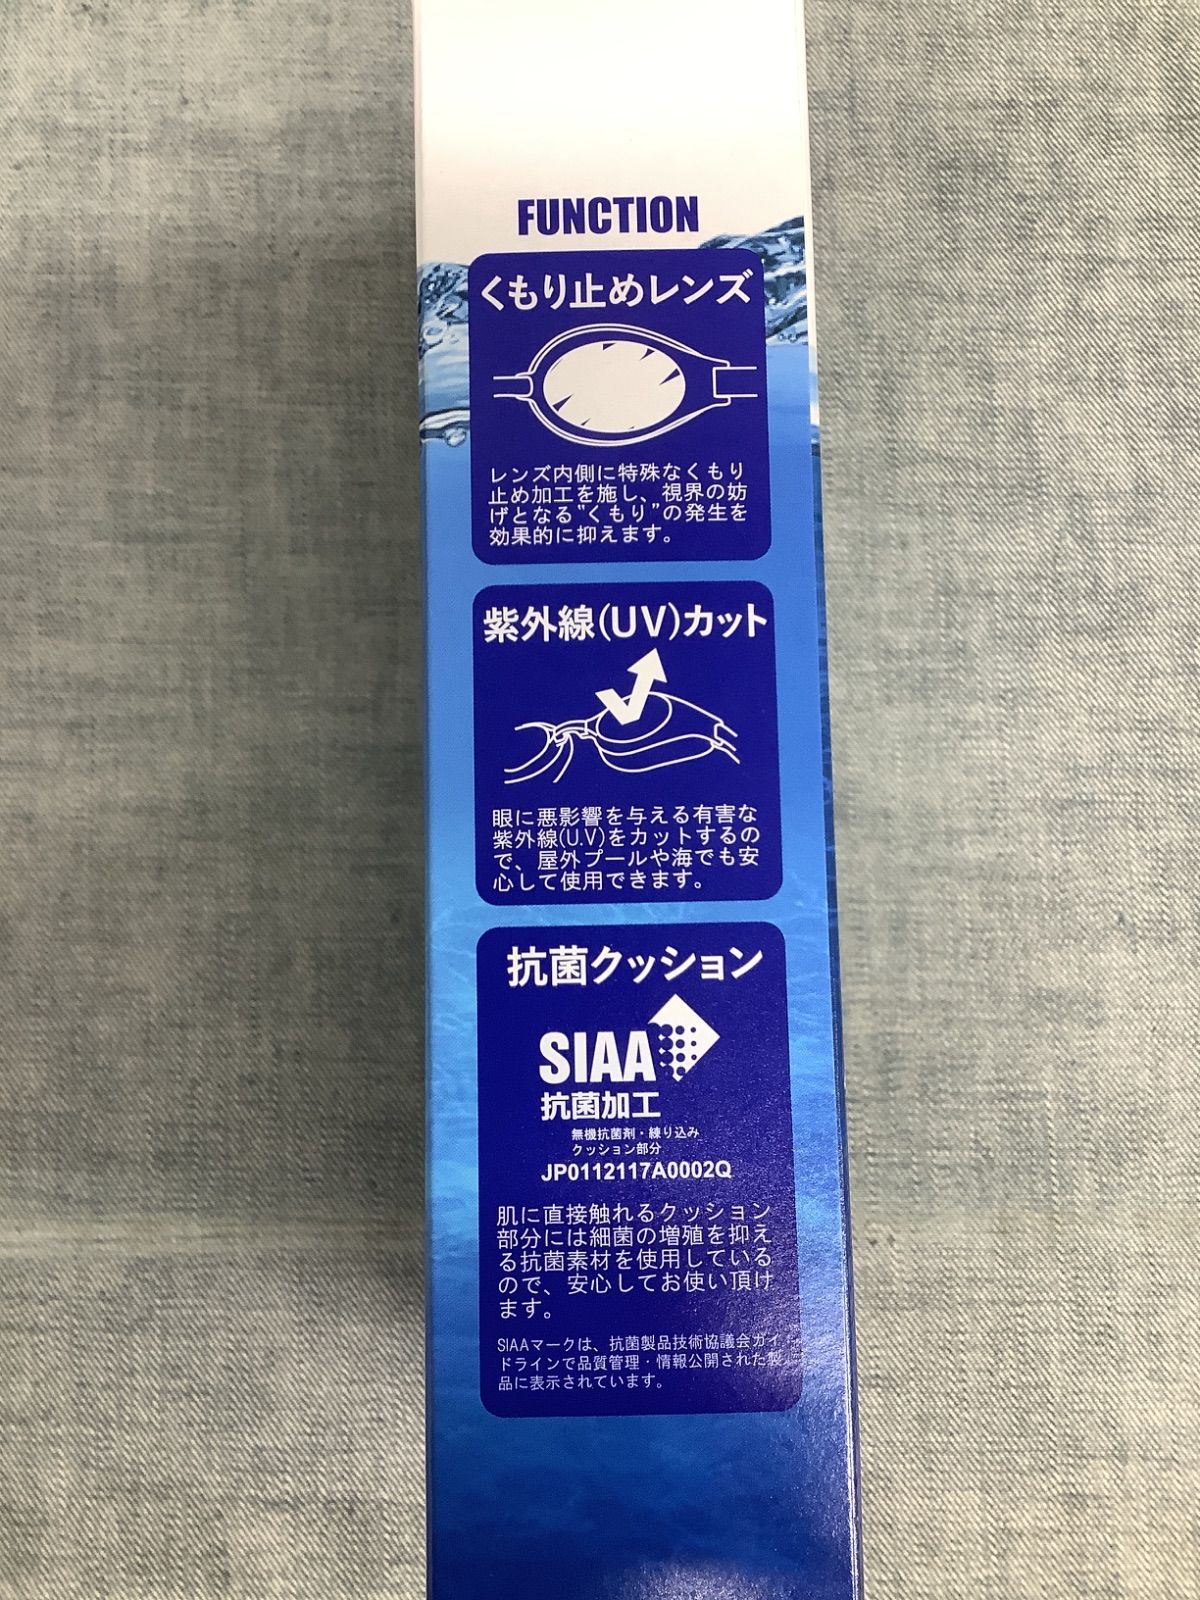 FUNCTION
くもり止めレンズ
レンズ内側に特殊なくもり
止め加工を施し、視界の妨
げとなる"くもり"の発生を
効果的に抑えます。
紫外線(UV)カット
眼に悪影響を与える有害な
紫外線(U.V)をカットするの
で、屋外プールや海でも安
心して使用できます。
抗菌クッション
SIAA
抗菌加工
無機抗菌剤・練り込み
クッション部分
JP0112117A0002Q
肌に直接触れるクッション
部分には細菌の増殖を抑え
る抗菌素材を使用している
ので、安心してお使い頂け
ます。
SIAAマークは、抗菌製品技術協議会ガイ
ドラインで品質管理・情報公開された製
品に表示されています。